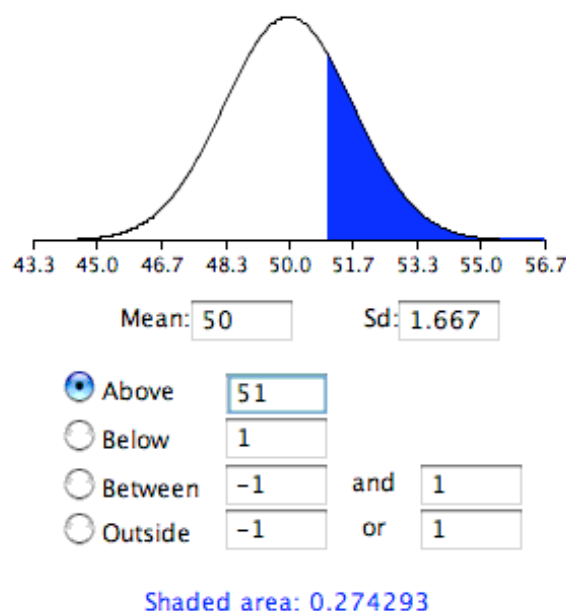 43.3 45.0 46.7 48.3 50.0 51.7 53.3 55.0 56.7
Mean: 50 Sd: 1.667
Above 51
Below 1
Between -1 and 1
Outside -1 or 1
Shaded area: 0.274293